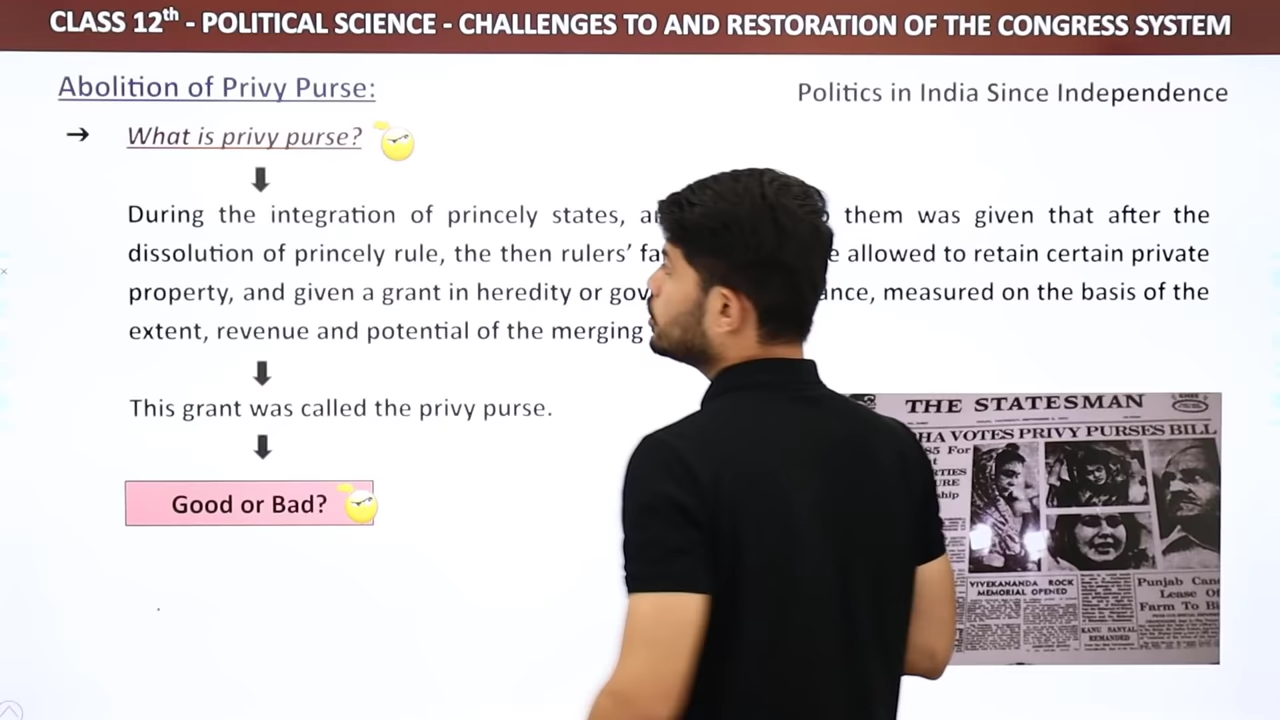 CLASS 12th - POLITICAL SCIENCE - CHALLENGES TO AND RESTORATION OF THE CONGRESS SYSTEM
Abolition of Privy Purse:
Politics in India Since Independence
→ What is privy purse?
During the integration of princely states, them was given that after the
dissolution of princely rule, the then rulers' allowed to retain certain private
property, and given a grant in heredity or measured on the basis of the
extent, revenue and potential of the merging
This grant was called the privy purse.
Good or Bad?
THE STATESMAN
VOTES PRIVY PURSES BILL
For
VIVEKANANDA ROCK
MEMORIAL OPENED
Punjab
Lease
Farm To
KANU SANYAL
REMANDED